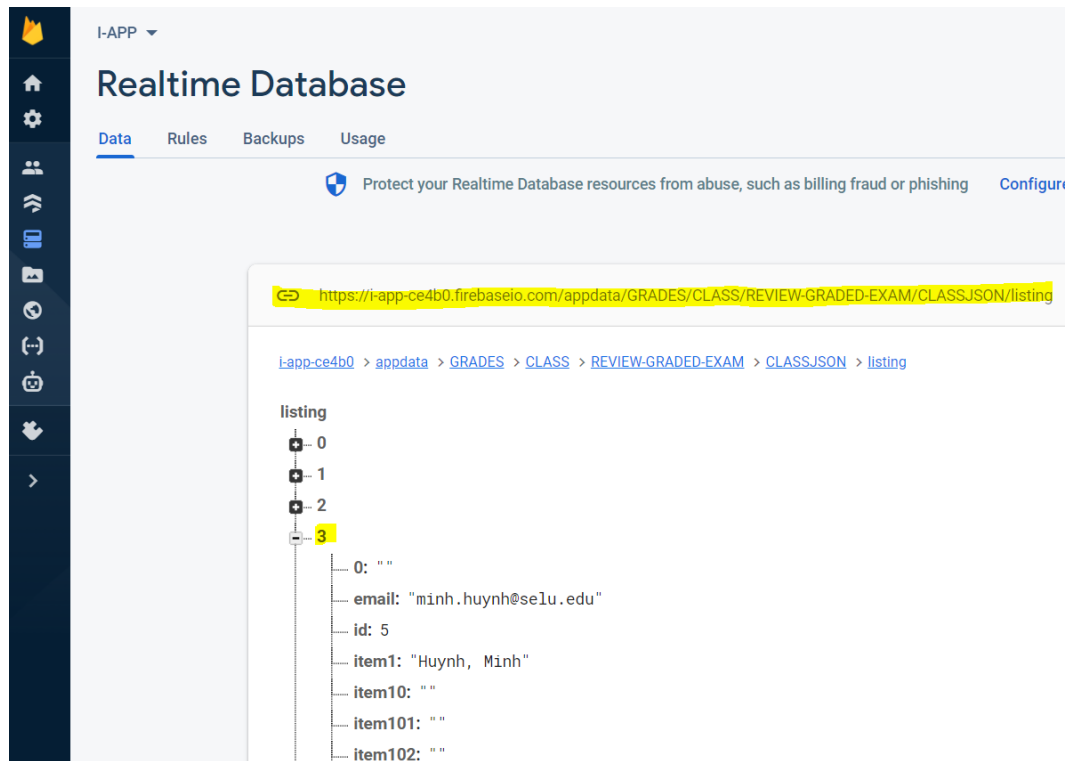 I-APP
Realtime Database
Data Rules Backups Usage
Protect your Realtime Database resources from abuse, such as billing fraud or phishing Configure
https://i-app-ce4b0.firebaseio.com/appdata/GRADES/CLASS/REVIEW-GRADED-EXAM/CLASSJSON/listing
i-app-ce4b0 > appdata > GRADES > CLASS > REVIEW-GRADED-EXAM > CLASSJSON > listing
listing
0
1
2
3
0: ""
email: "minh.huynh@selu.edu"
id: 5
item1: "Huynh, Minh"
item10: ""
item101: ""
item102: ""